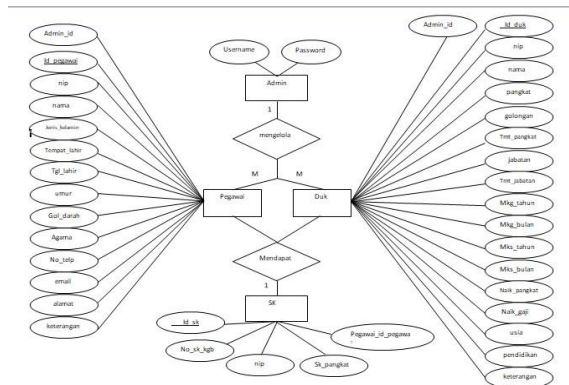 Admin_id
Id_pegawai
nip
nama
Jenis_kelamin
Tempat_lahir
Tgl_lahir
umur
Gol_darah
Agama
No_telp
email
alamat
keterangan
Username
Password
Admin
1
mengelola
M
M
Pegawai
Duk
Mendapat
1
SK
Id_sk
No_sk_kgb
nip
Sk_pangkat
Pegawai_id_pegawa
Admin_id
Id_duk
nip
nama
pangkat
golongan
Tmt_pangkat
jabatan
Tmt_jabatan
Mkg_tahun
Mkg_bulan
Mks_tahun
Mks_bulan
Naik_pangkat
Naik_gaji
usia
pendidikan
keterangan